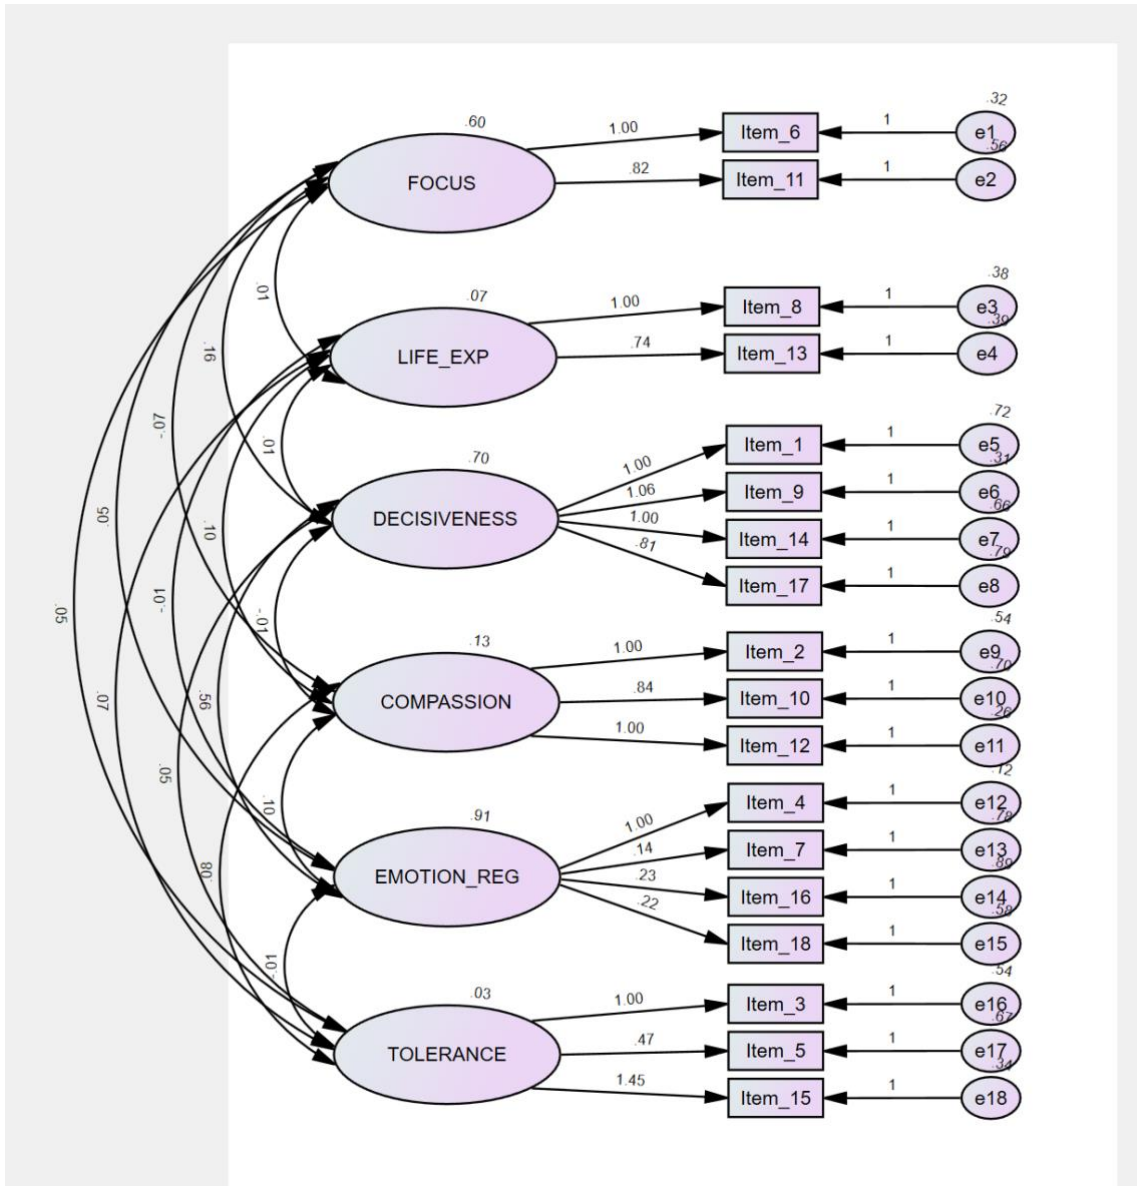 .60
FOCUS
1.00
.82
Item_6
Item_11
1
1
.32
e1
.56
e2
.07
LIFE_EXP
1.00
.74
Item_8
Item_13
1
1
.38
e3
.39
e4
.70
DECISIVENESS
1.00
1.06
1.00
.81
Item_1
Item_9
Item_14
Item_17
1
1
1
1
.72
e5
.31
e6
.66
e7
.79
e8
.13
COMPASSION
1.00
.84
1.00
Item_2
Item_10
Item_12
1
1
1
.54
e9
.70
e10
.26
e11
.91
EMOTION_REG
1.00
.14
.23
.22
Item_4
Item_7
Item_16
Item_18
1
1
1
1
.12
e12
.78
e13
.89
e14
.58
e15
.03
TOLERANCE
1.00
.47
1.45
Item_3
Item_5
Item_15
1
1
1
.54
e16
.67
e17
.34
e18
.01
.16
-.07
.01
.05
.10
-.01
-.01
.05
.56
.07
.05
.10
.08
-.01